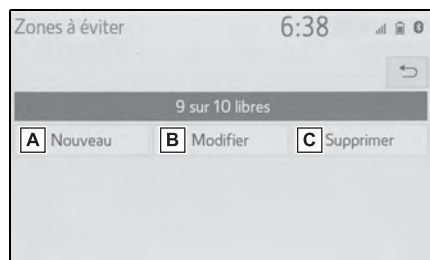 Zones à éviter 6:38
9 sur 10 libres
A Nouveau B Modifier C Supprimer